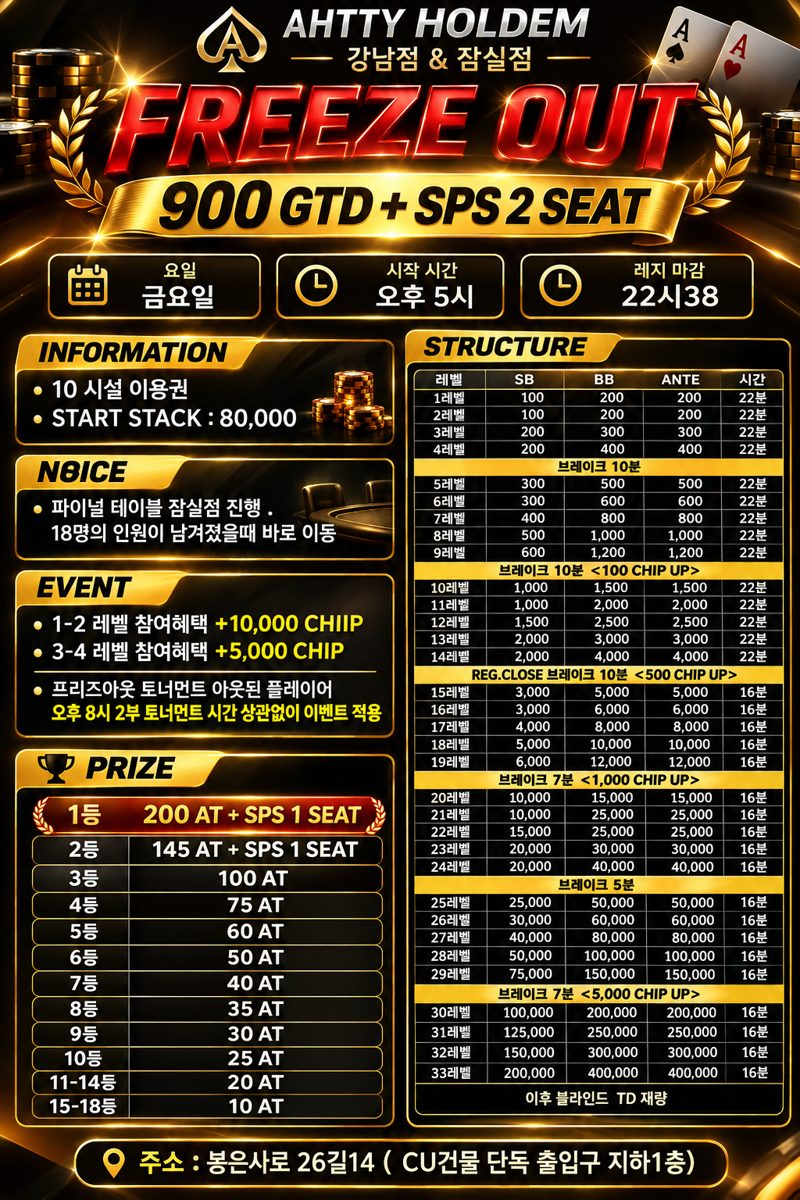 A
AHTTY HOLDEM
강남점 & 잠실점
A
A
FREEZE OUT
900 GTD + SPS 2 SEAT
요일
금요일
시작 시간
오후 5시
레지 마감
22시38
INFORMATION
• 10 시설 이용권
• START STACK : 80,000
NØICE
• 파이널 테이블 잠실점 진행 .
18명의 인원이 남겨졌을때 바로 이동
EVENT
• 1-2 레벨 참여혜택 +10,000 CHIIP
• 3-4 레벨 참여혜택 +5,000 CHIP
• 프리즈아웃 토너먼트 아웃된 플레이어
오후 8시 2부 토너먼트 시간 상관없이 이벤트 적용
PRIZE
1등 200 AT + SPS 1 SEAT
2등 145 AT + SPS 1 SEAT
3등 100 AT
4등 75 AT
5등 60 AT
6등 50 AT
7등 40 AT
8등 35 AT
9등 30 AT
10등 25 AT
11-14등 20 AT
15-18등 10 AT
STRUCTURE
레벨 SB BB ANTE 시간
1레벨 100 200 200 22분
2레벨 100 200 200 22분
3레벨 200 300 300 22분
4레벨 200 400 400 22분
브레이크 10분
5레벨 300 500 500 22분
6레벨 300 600 600 22분
7레벨 400 800 800 22분
8레벨 500 1,000 1,000 22분
9레벨 600 1,200 1,200 22분
브레이크 10분 <100 CHIP UP>
10레벨 1,000 1,500 1,500 22분
11레벨 1,000 2,000 2,000 22분
12레벨 1,500 2,500 2,500 22분
13레벨 2,000 3,000 3,000 22분
14레벨 2,000 4,000 4,000 22분
REG.CLOSE 브레이크 10분 <500 CHIP UP>
15레벨 3,000 5,000 5,000 16분
16레벨 3,000 6,000 6,000 16분
17레벨 4,000 8,000 8,000 16분
18레벨 5,000 10,000 10,000 16분
19레벨 6,000 12,000 12,000 16분
브레이크 7분 <1,000 CHIP UP>
20레벨 10,000 15,000 15,000 16분
21레벨 10,000 25,000 25,000 16분
22레벨 15,000 25,000 25,000 16분
23레벨 20,000 30,000 30,000 16분
24레벨 20,000 40,000 40,000 16분
브레이크 5분
25레벨 25,000 50,000 50,000 16분
26레벨 30,000 60,000 60,000 16분
27레벨 40,000 80,000 80,000 16분
28레벨 50,000 100,000 100,000 16분
29레벨 75,000 150,000 150,000 16분
브레이크 7분 <5,000 CHIP UP>
30레벨 100,000 200,000 200,000 16분
31레벨 125,000 250,000 250,000 16분
32레벨 150,000 300,000 300,000 16분
33레벨 200,000 400,000 400,000 16분
이후 블라인드 TD 재량
주소 : 봉은사로 26길14 ( CU건물 단독 출입구 지하1층)